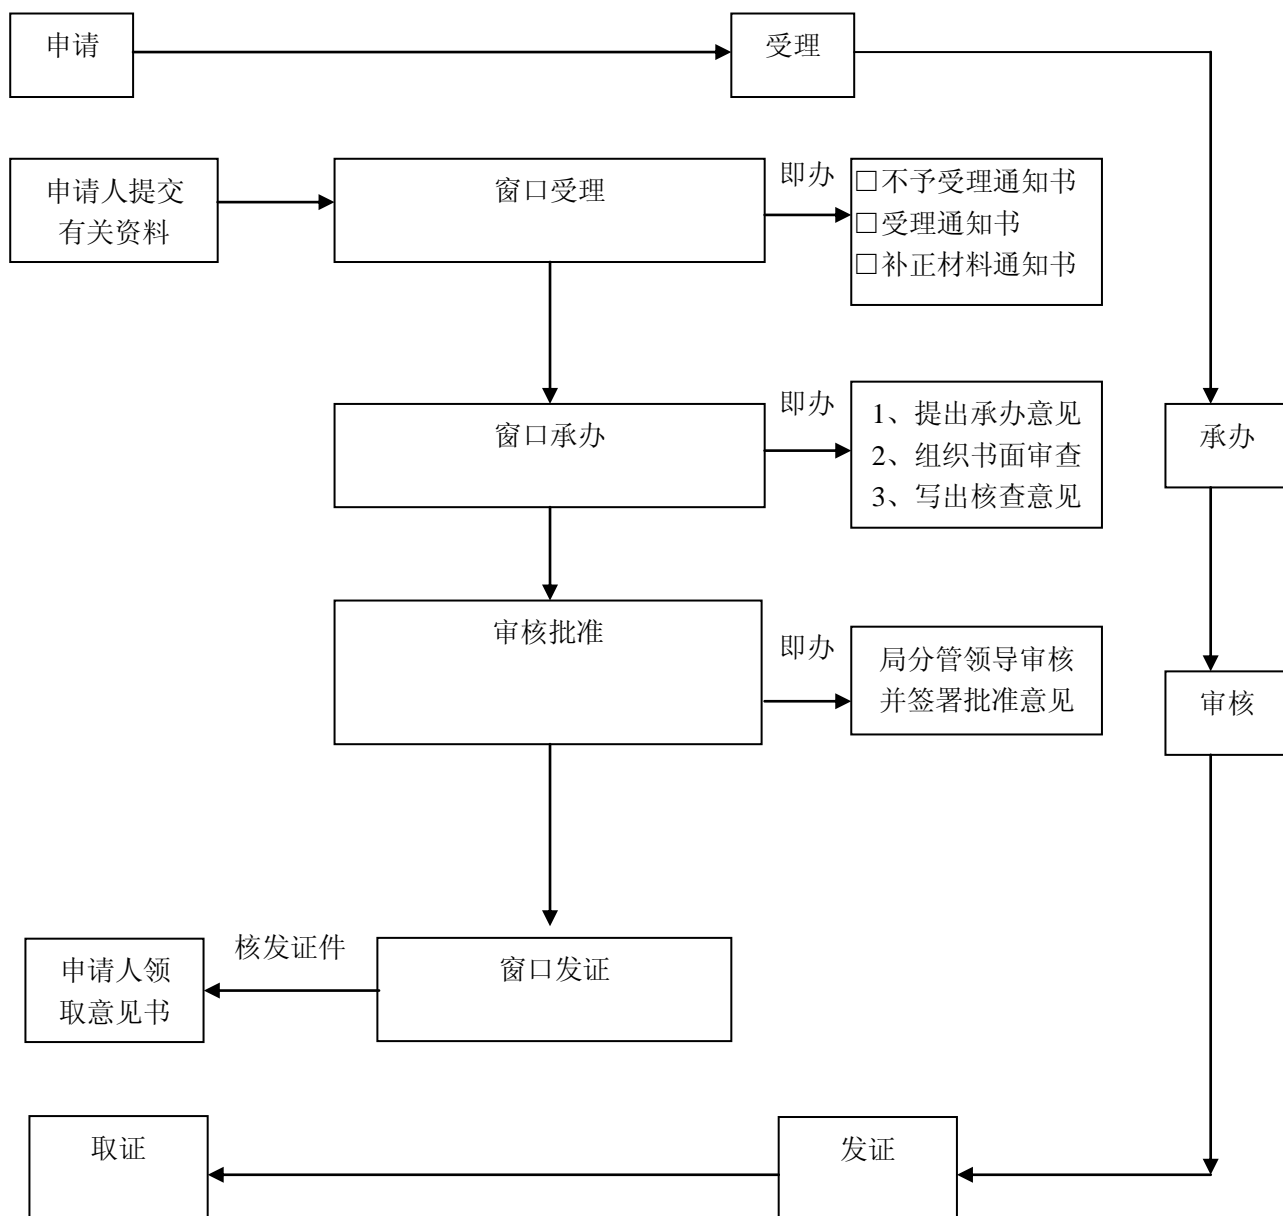 申请
受理
申请人提交
有关资料
窗口受理
即办
□不予受理通知书
□受理通知书
□补正材料通知书
窗口承办
即办
1、提出承办意见
2、组织书面审查
3、写出核查意见
承办
审核批准
即办
局分管领导审核
并签署批准意见
审核
申请人领
取意见书
核发证件
窗口发证
取证
发证